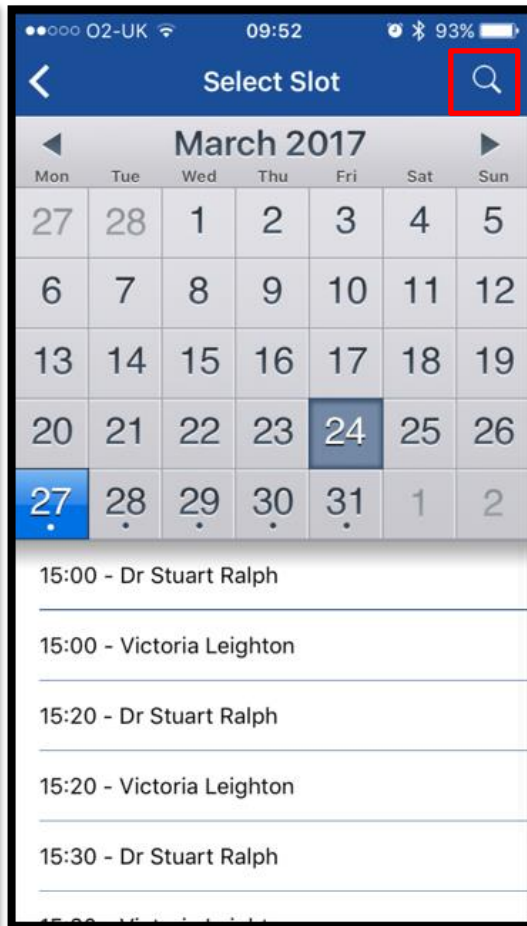 O2-UK 09:52 93%
Select Slot
March 2017
Mon Tue Wed Thu Fri Sat Sun
27 28 1 2 3 4 5
6 7 8 9 10 11 12
13 14 15 16 17 18 19
20 21 22 23 24 25 26
27 28 29 30 31 1 2
15:00 - Dr Stuart Ralph
15:00 - Victoria Leighton
15:20 - Dr Stuart Ralph
15:20 - Victoria Leighton
15:30 - Dr Stuart Ralph